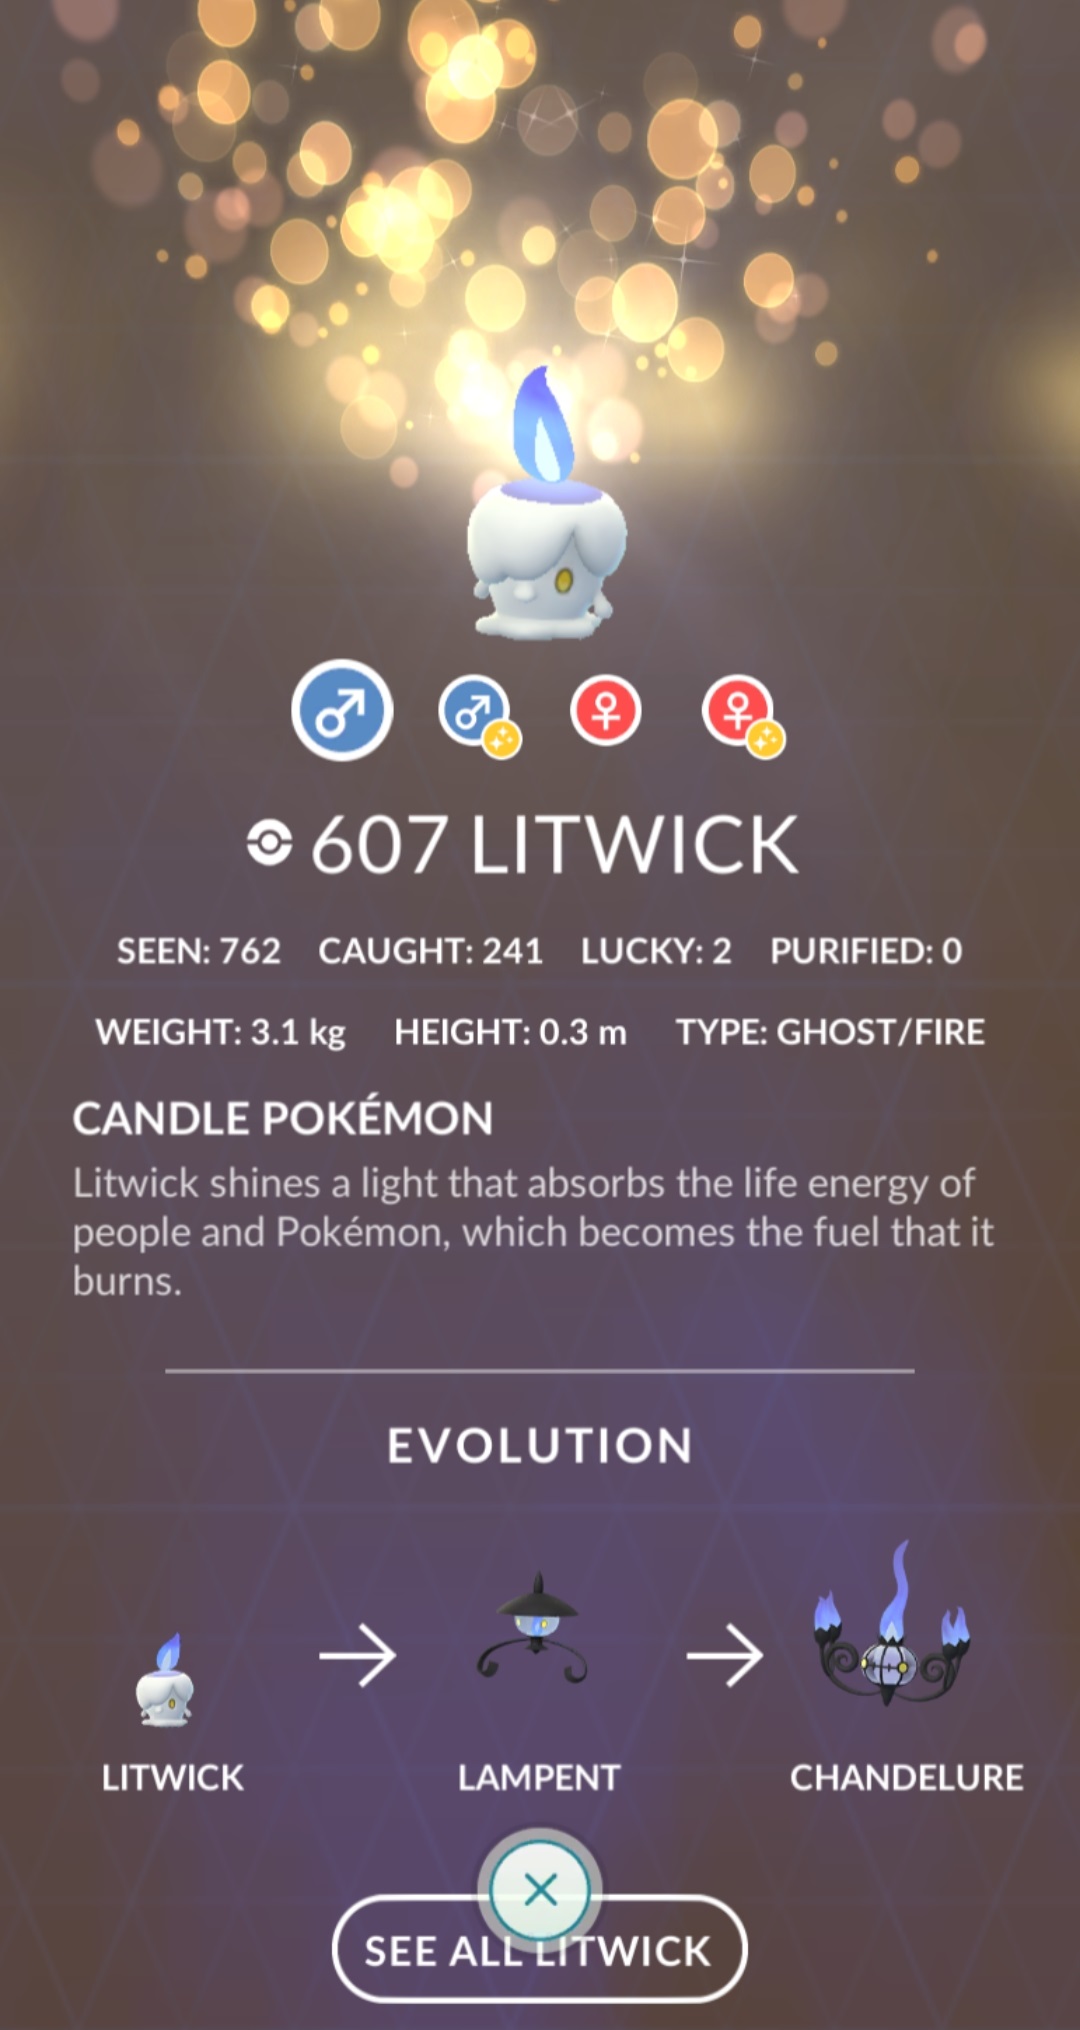 607 LITWICK
SEEN: 762 CAUGHT: 241 LUCKY: 2 PURIFIED: 0
WEIGHT: 3.1 kg HEIGHT: 0.3 m TYPE: GHOST/FIRE
CANDLE POKÉMON
Litwick shines a light that absorbs the life energy of
people and Pokémon, which becomes the fuel that it
burns.
EVOLUTION
LITWICK LAMPENT CHANDELURE
SEE ALL LITWICK